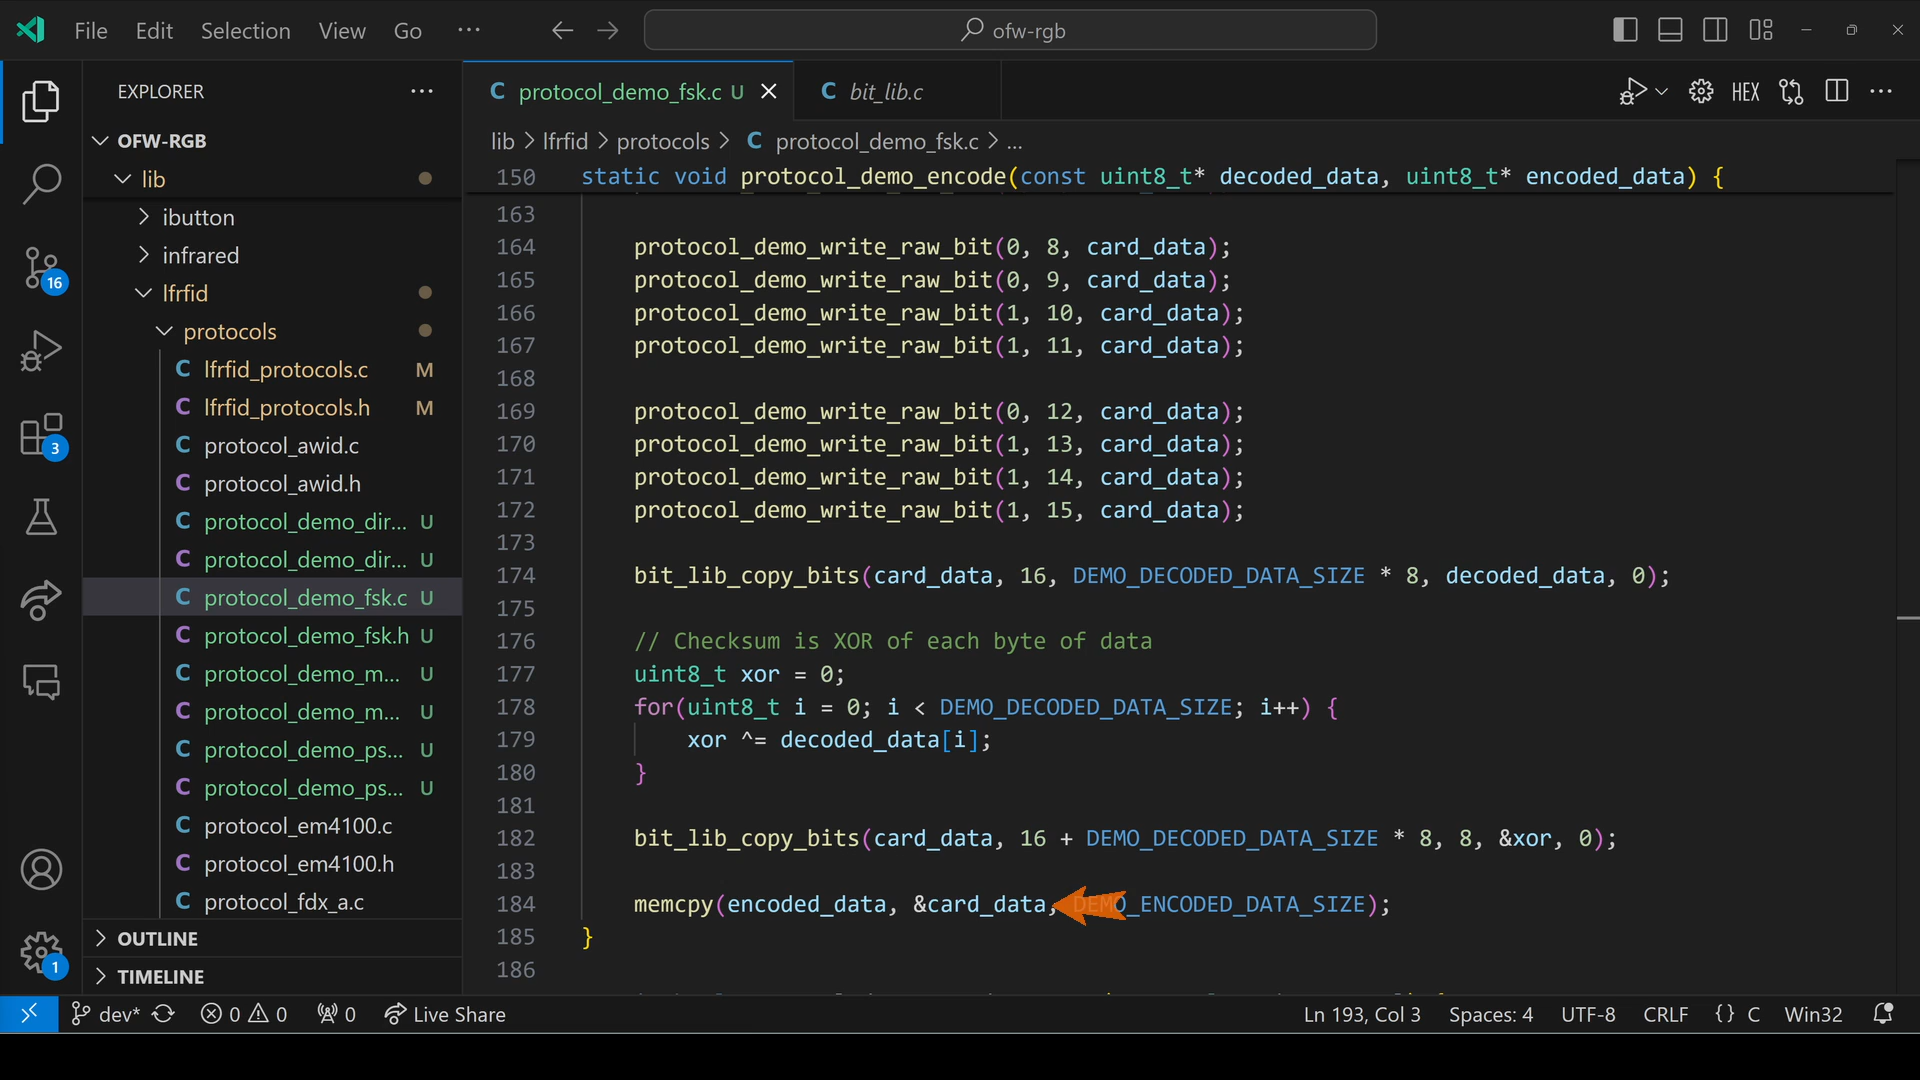 File Edit Selection View Go ... ofw-rgb
EXPLORER ...
OFW-RGB
lib
ibutton
infrared
lfrfid
protocols
C lfrfid_protocols.c M
C lfrfid_protocols.h M
C protocol_awid.c
C protocol_awid.h
C protocol_demo_dir... U
C protocol_demo_dir... U
C protocol_demo_fsk.c U
C protocol_demo_fsk.h U
C protocol_demo_m... U
C protocol_demo_m... U
C protocol_demo_ps... U
C protocol_demo_ps... U
C protocol_em4100.c
C protocol_em4100.h
C protocol_fdx_a.c
OUTLINE
TIMELINE
16
3
1
C protocol_demo_fsk.c U C bit_lib.c HEX ...
lib > lfrfid > protocols > C protocol_demo_fsk.c > ...
150 static void protocol_demo_encode(const uint8_t* decoded_data, uint8_t* encoded_data) {
163
164 protocol_demo_write_raw_bit(0, 8, card_data);
165 protocol_demo_write_raw_bit(0, 9, card_data);
166 protocol_demo_write_raw_bit(1, 10, card_data);
167 protocol_demo_write_raw_bit(1, 11, card_data);
168
169 protocol_demo_write_raw_bit(0, 12, card_data);
170 protocol_demo_write_raw_bit(1, 13, card_data);
171 protocol_demo_write_raw_bit(1, 14, card_data);
172 protocol_demo_write_raw_bit(1, 15, card_data);
173
174 bit_lib_copy_bits(card_data, 16, DEMO_DECODED_DATA_SIZE * 8, decoded_data, 0);
175
176 // Checksum is XOR of each byte of data
177 uint8_t xor = 0;
178 for(uint8_t i = 0; i < DEMO_DECODED_DATA_SIZE; i++) {
179 xor ^= decoded_data[i];
180 }
181
182 bit_lib_copy_bits(card_data, 16 + DEMO_DECODED_DATA_SIZE * 8, 8, &xor, 0);
183
184 memcpy(encoded_data, &card_data, DEMO_ENCODED_DATA_SIZE);
185 }
186
dev* 0 0 0 Live Share Ln 193, Col 3 Spaces: 4 UTF-8 CRLF {} C Win32